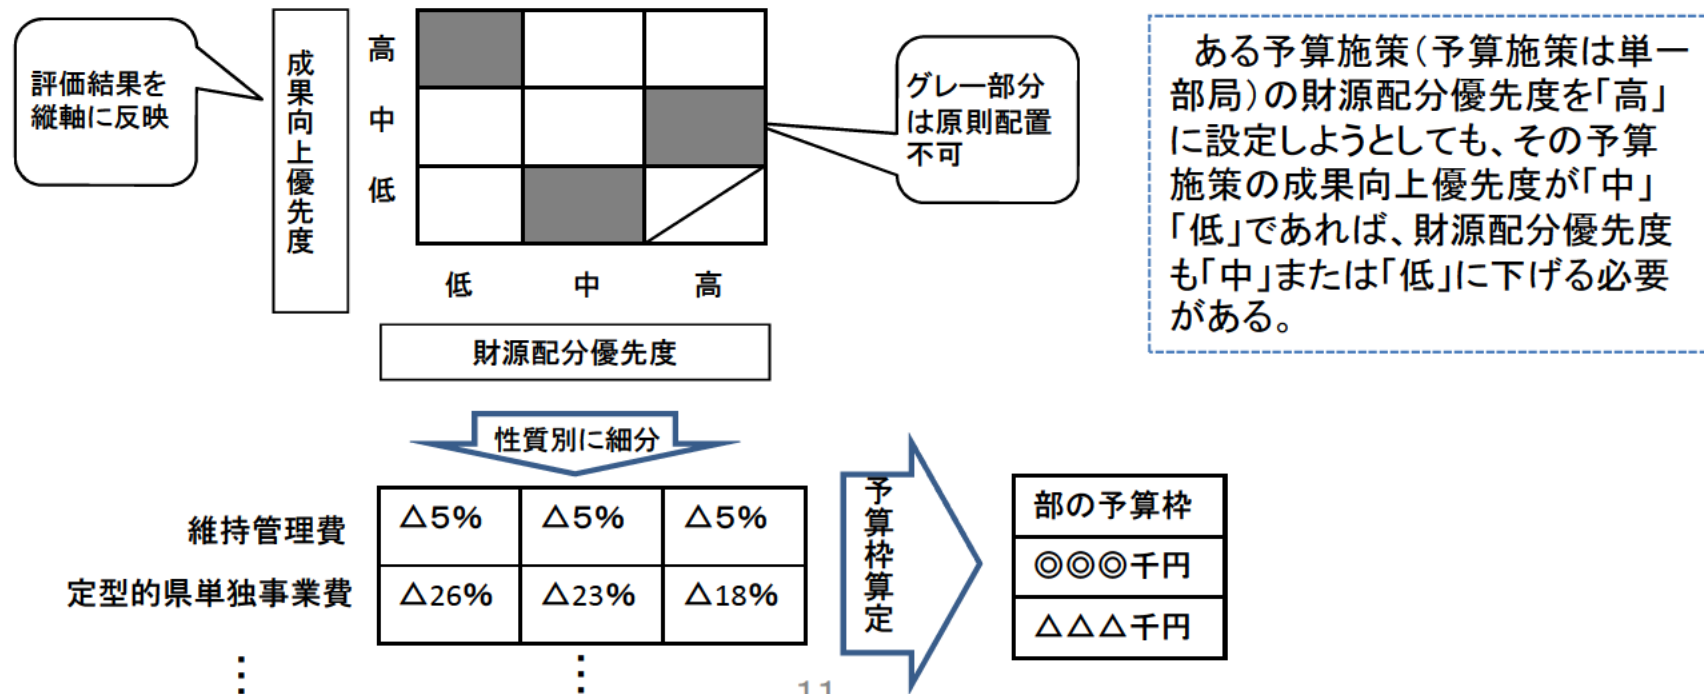 評価結果を
縦軸に反映
成果向上優先度
高
中
低
グレー部分
は原則配置
不可
低 中 高
財源配分優先度
ある予算施策(予算施策は単一
部局)の財源配分優先度を「高」
に設定しようとしても、その予算
施策の成果向上優先度が「中」
「低」であれば、財源配分優先度
も「中」または「低」に下げる必要
がある。
性質別に細分
維持管理費 △5% △5% △5%
定型的県単独事業費 △26% △23% △18%
⋮ ⋮
予算枠算定
部の予算枠
◎◎◎千円
△△△千円
11